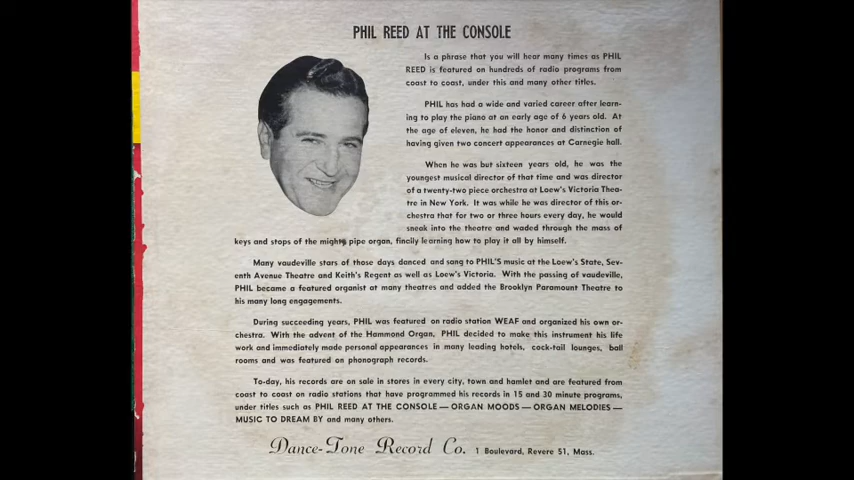 PHIL REED AT THE CONSOLE
Is a phrase that you will hear many times as PHIL
REED is featured on hundreds of radio programs from
coast to coast, under this and many other titles.
PHIL has had a wide and varied career after learn-
ing to play the piano at an early age of 6 years old. At
the age of eleven, he had the honor and distinction of
having given two concert appearances at Carnegie hall.
When he was but sixteen years old, he was the
youngest musical director of that time and was director
of a twenty-two piece orchestra at Loew's Victoria Thea-
tre in New York. It was while he was director of this or-
chestra that for two or three hours every day, he would
sneak into the theatre and waded through the mass of
keys and stops of the mighty pipe organ, finally learning how to play it all by himself.
Many vaudeville stars of those days danced and sang to PHIL'S music at the Loew's State, Sev-
enth Avenue Theatre and Keith's Regent as well as Loew's Victoria. With the passing of vaudeville,
PHIL became a featured organist at many theatres and added the Brooklyn Paramount Theatre to
his many long engagements.
During succeeding years, PHIL was featured on radio station WEAF and organized his own or-
chestra. With the advent of the Hammond Organ, PHIL decided to make this instrument his life
work and immediately made personal appearances in many leading hotels, cock-tail lounges, ball
rooms and was featured on phonograph records.
To-day, his records are on sale in stores in every city, town and hamlet and are featured from
coast to coast on radio stations that have programmed his records in 15 and 30 minute programs,
under titles such as PHIL REED AT THE CONSOLE — ORGAN MOODS — ORGAN MELODIES —
MUSIC TO DREAM BY and many others.
Dance-Tone Record Co. 1 Boulevard, Revere 51, Mass.